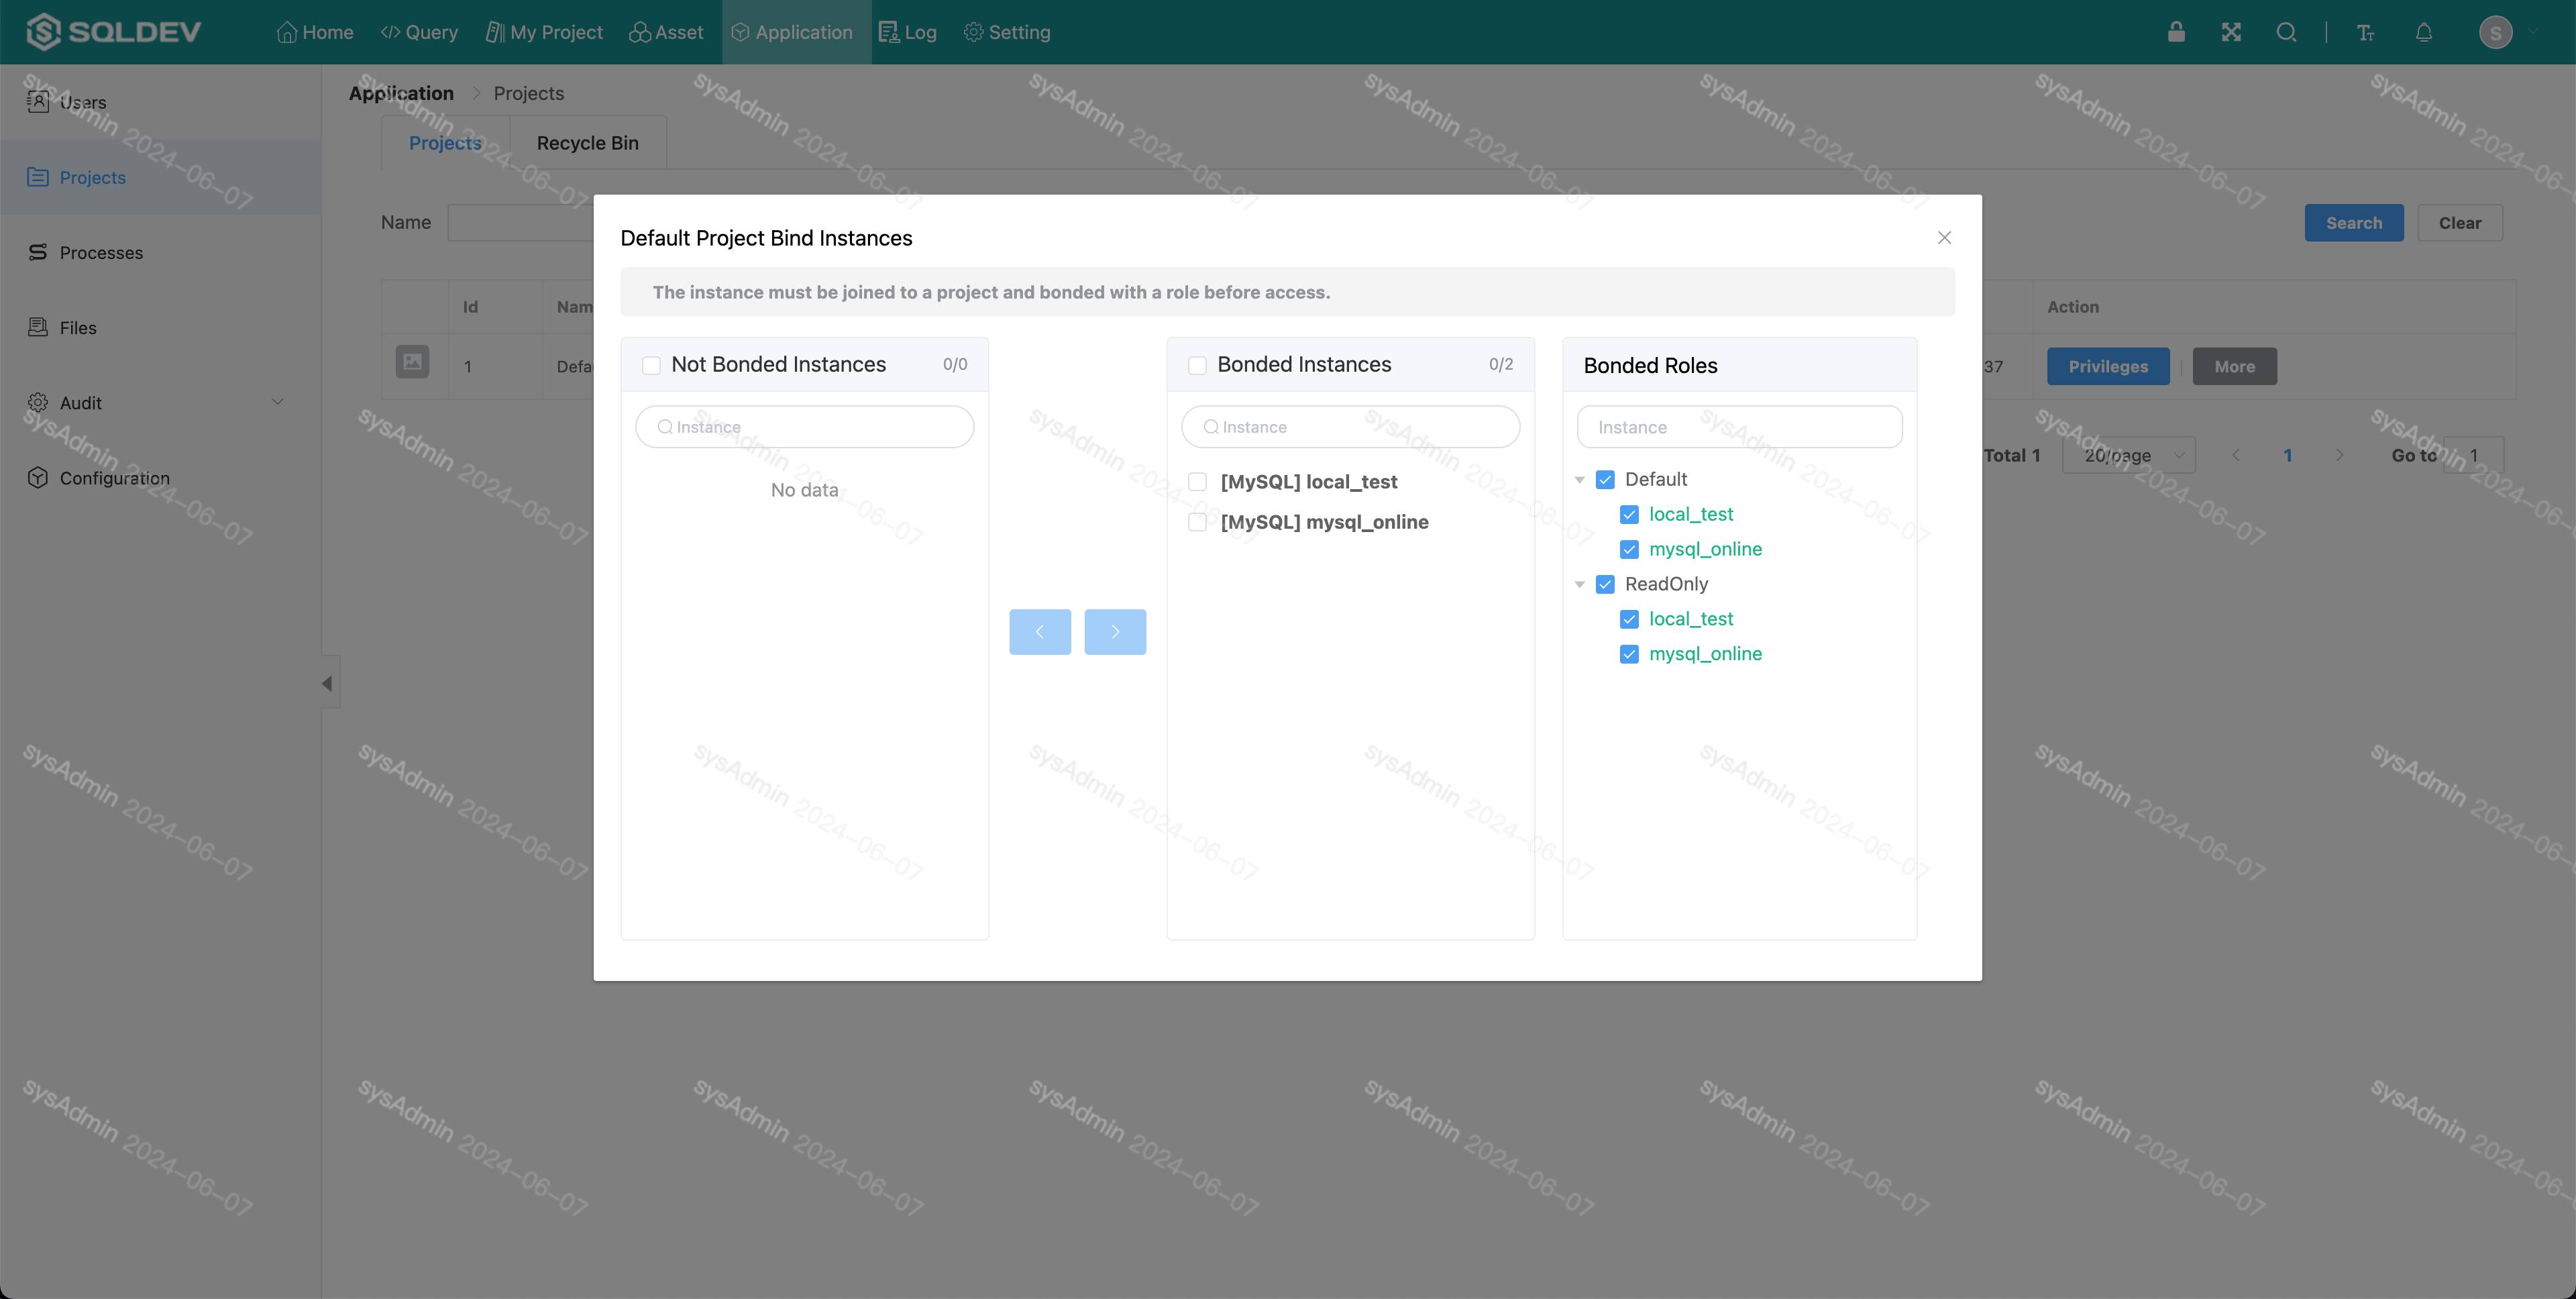 SQLDEV
Home
Query
My Project
Asset
Application
Log
Setting
S
Users
Projects
Processes
Files
Audit
Configuration
Application > Projects
Projects
Recycle Bin
Name
Search
Clear
Id
Nam
Action
1
Defa
37
Privileges
More
Total 1
20/page
1
Go to
1
Default Project Bind Instances
The instance must be joined to a project and bonded with a role before access.
Not Bonded Instances
0/0
Instance
No data
Bonded Instances
0/2
Instance
[MySQL] local_test
[MySQL] mysql_online
Bonded Roles
Instance
Default
local_test
mysql_online
ReadOnly
local_test
mysql_online
sysAdmin 2024-06-07